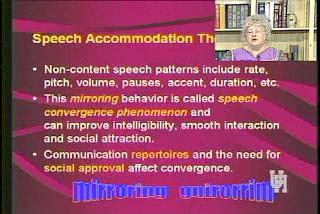 Speech Accommodation The
• Non-content speech patterns include rate,
pitch, volume, pauses, accent, duration, etc.
• This mirroring behavior is called speech
convergence phenomenon and
can improve intelligibility, smooth interaction
and social attraction.
• Communication repertoires and the need for
social approval affect convergence.
mirroring gnirorrim